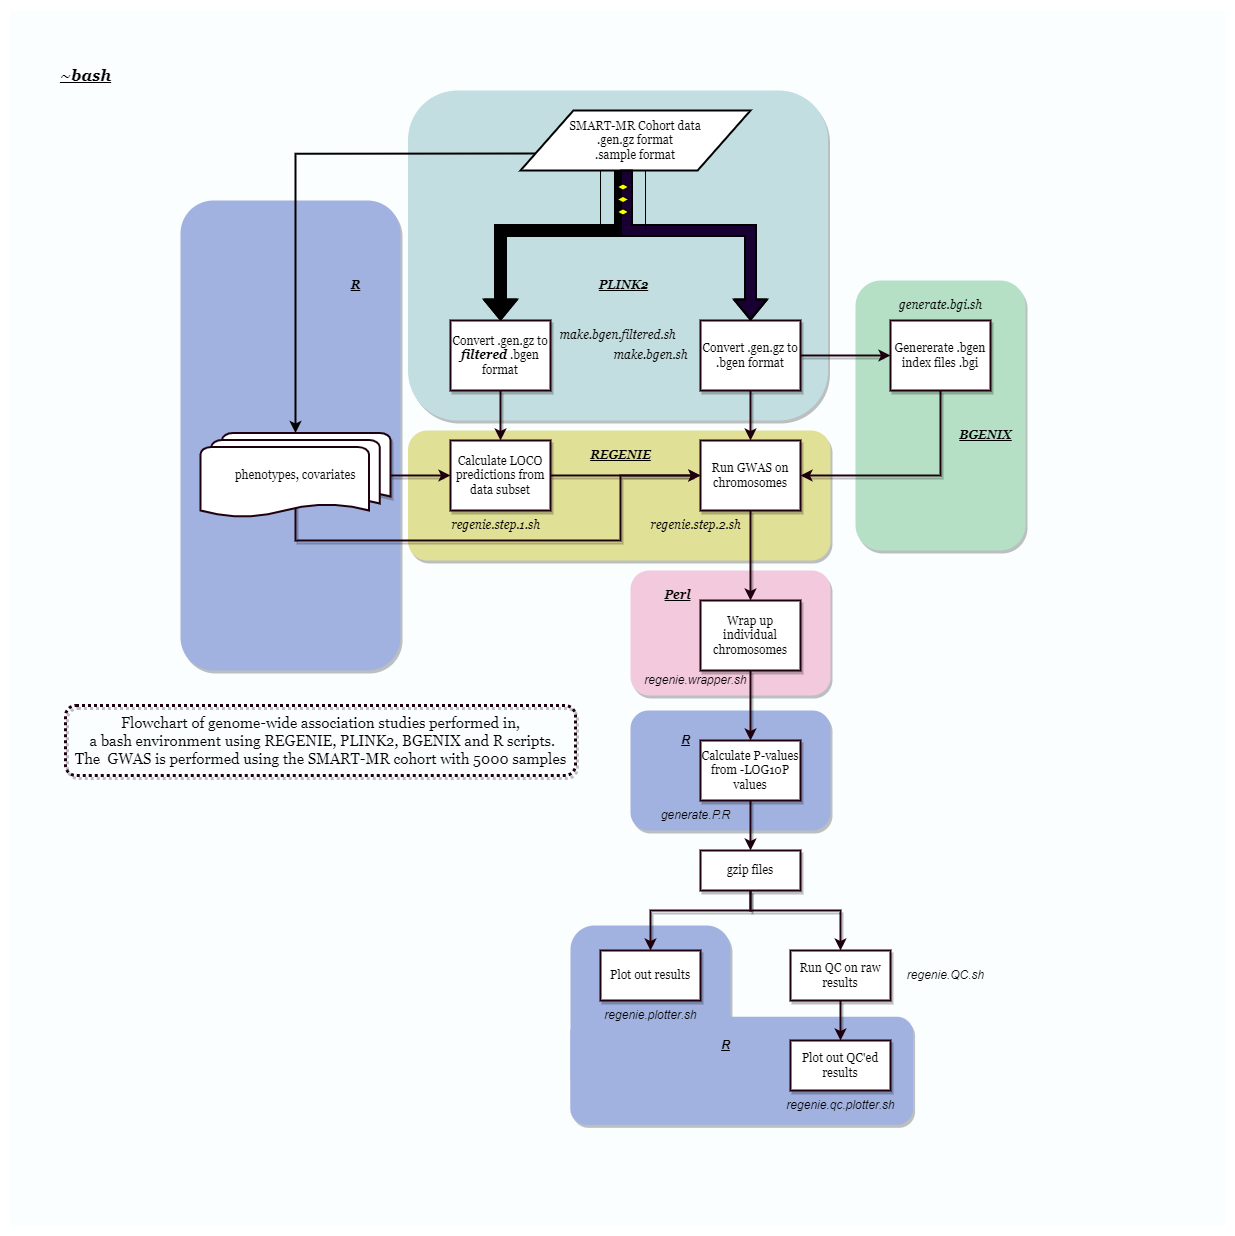 ~bash
SMART-MR Cohort data
.gen.gz format
.sample format
R
PLINK2
generate.bgi.sh
Convert .gen.gz to
filtered .bgen
format
make.bgen.filtered.sh
make.bgen.sh
Convert .gen.gz to
.bgen format
Genererate .bgen
index files .bgi
BGENIX
phenotypes, covariates
Calculate LOCO
predictions from
data subset
REGENIE
Run GWAS on
chromosomes
regenie.step.1.sh
regenie.step.2.sh
Perl
Wrap up
individual
chromosomes
regenie.wrapper.sh
Flowchart of genome-wide association studies performed in,
a bash environment using REGENIE, PLINK2, BGENIX and R scripts.
The GWAS is performed using the SMART-MR cohort with 5000 samples
R
Calculate P-values
from -LOG10P
values
generate.P.R
gzip files
Plot out results
regenie.plotter.sh
Run QC on raw
results
regenie.QC.sh
R
Plot out QC'ed
results
regenie.qc.plotter.sh